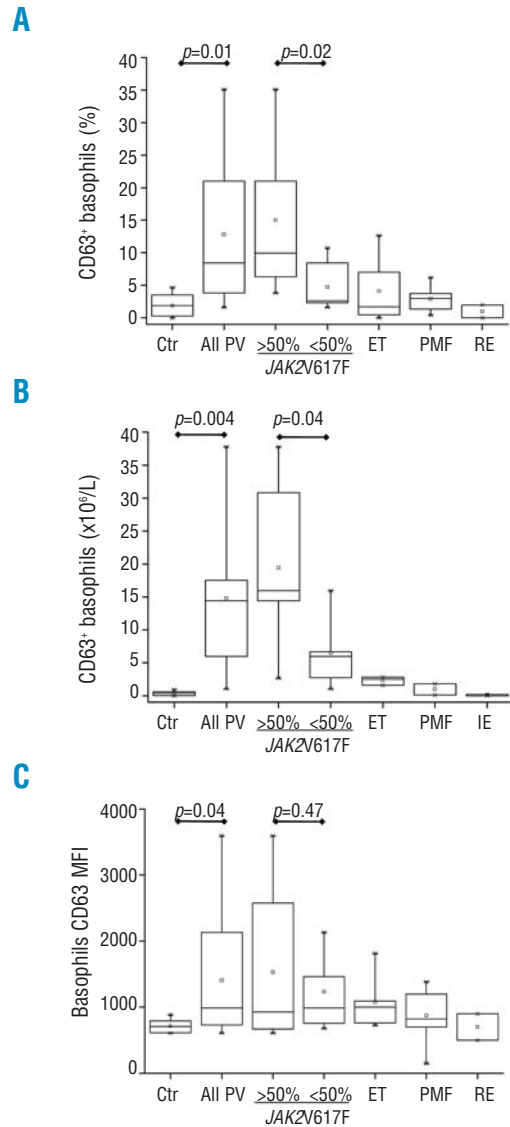 A
p=0.01 p=0.02
CD63⁺ basophils (%)
40
35
30
25
20
15
10
5
0
Ctr All PV >50% <50% ET PMF RE
JAK2V617F
B
p=0.004 p=0.04
CD63⁺ basophils (x10⁶/L)
40
35
30
25
20
15
10
5
0
Ctr All PV >50% <50% ET PMF IE
JAK2V617F
C
p=0.04 p=0.47
Basophils CD63 MFI
4000
3000
2000
1000
0
Ctr All PV >50% <50% ET PMF RE
JAK2V617F